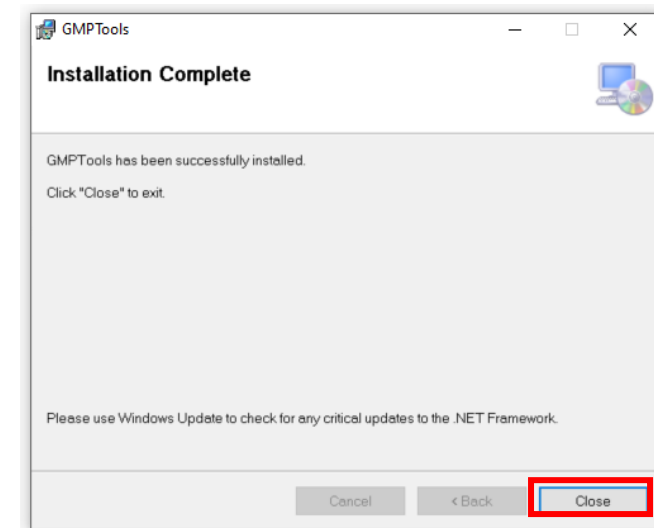 GMPTools
Installation Complete
GMPTools has been successfully installed.
Click "Close" to exit.
Please use Windows Update to check for any critical updates to the .NET Framework.
Cancel
< Back
Close